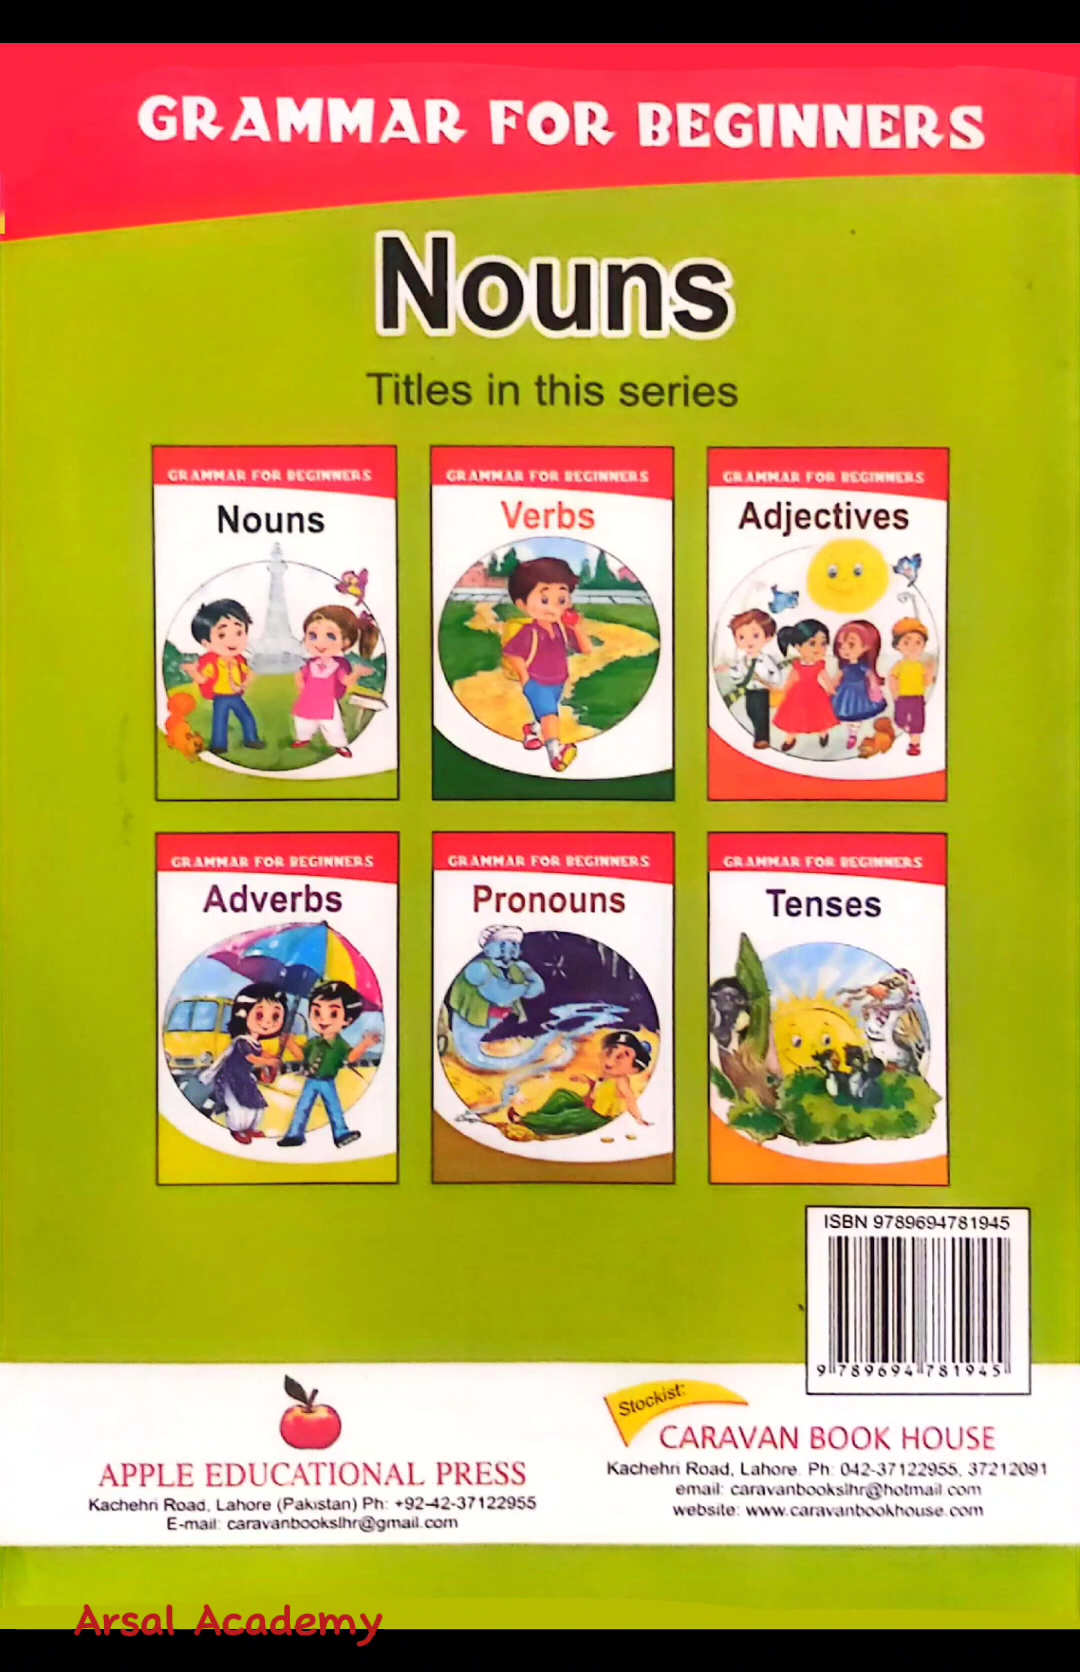 GRAMMAR FOR BEGINNERS
Nouns
Titles in this series
GRAMMAR FOR BEGINNERS
Nouns
GRAMMAR FOR BEGINNERS
Verbs
GRAMMAR FOR BEGINNERS
Adjectives
GRAMMAR FOR BEGINNERS
Adverbs
GRAMMAR FOR BEGINNERS
Pronouns
GRAMMAR FOR BEGINNERS
Tenses
ISBN 9789694781945
9 789694 781945
APPLE EDUCATIONAL PRESS
Kachehri Road, Lahore (Pakistan) Ph: +92-42-37122955
E-mail: caravanbookslhr@gmail.com
Stockist:
CARAVAN BOOK HOUSE
Kachehri Road, Lahore. Ph: 042-37122955, 37212091
email: caravanbookslhr@hotmail.com
website: www.caravanbookhouse.com
Arsal Academy